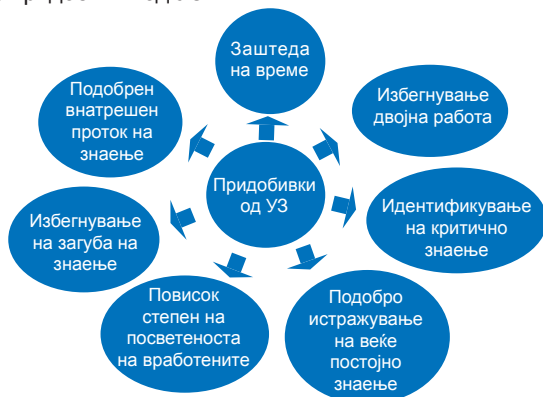 Заштеда
на време
Избегнување
двојна работа
Идентификување
на критично
знаење
Подобро
истражување
на веќе
постојно
знаење
Повисок
степен на
посветеноста
на вработените
Избегнување
на загуба на
знаење
Подобрен
внатрешен
проток на
знаење
Придобивки
од УЗ